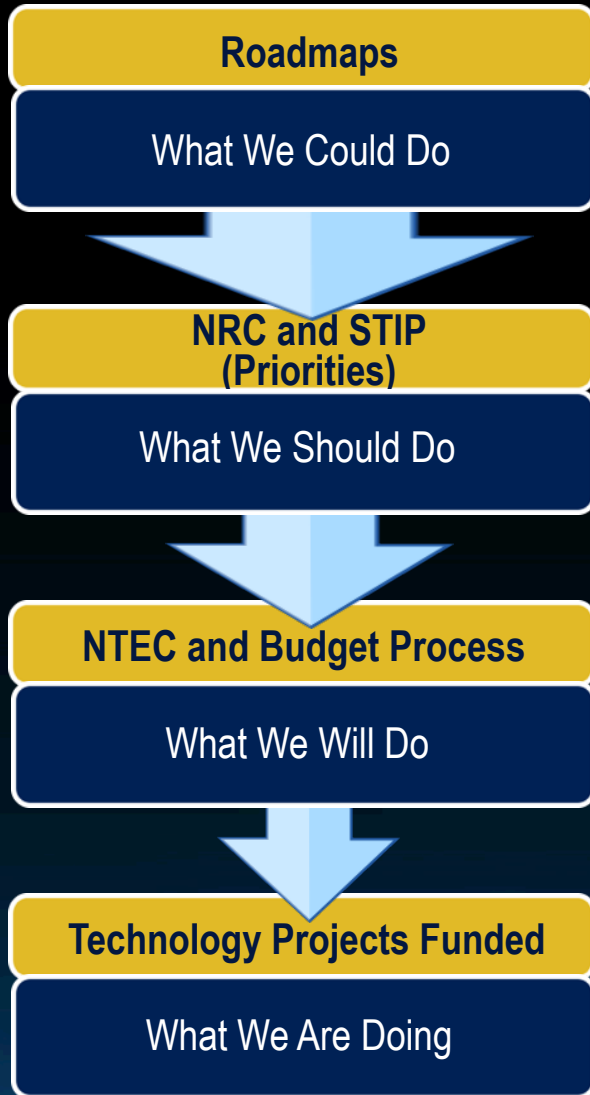 Roadmaps
What We Could Do
NRC and STIP
(Priorities)
What We Should Do
NTEC and Budget Process
What We Will Do
Technology Projects Funded
What We Are Doing